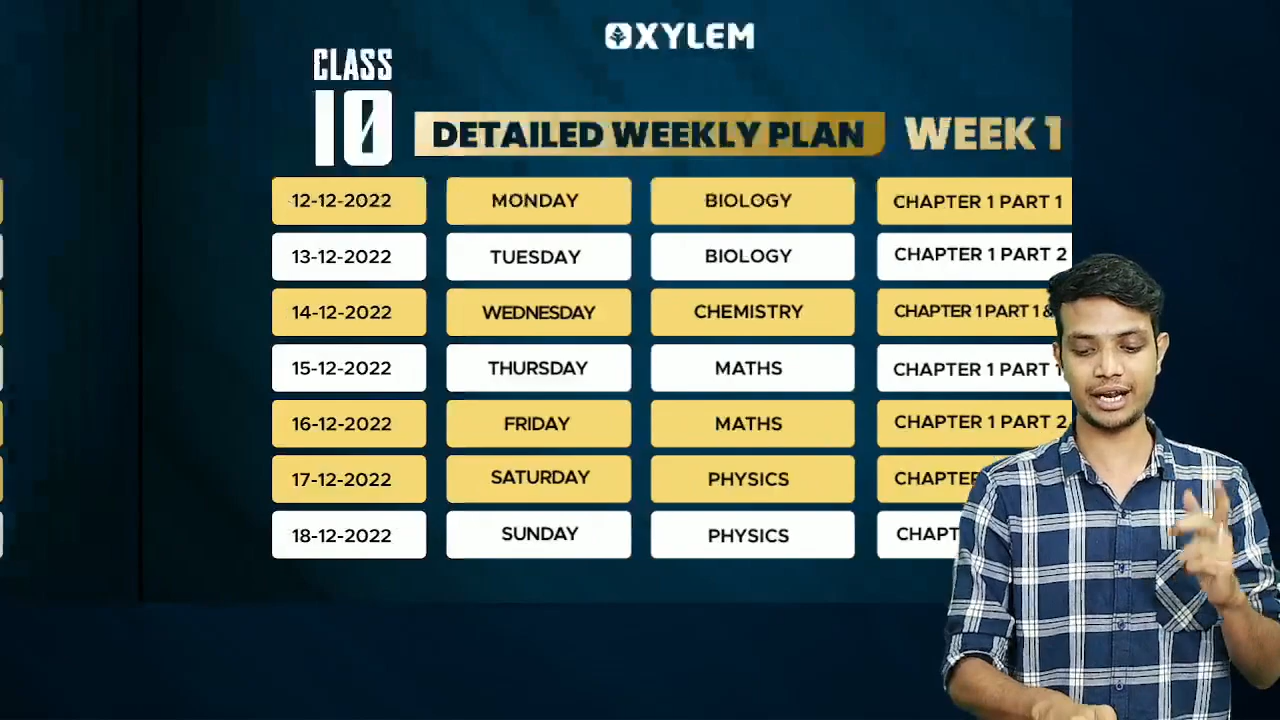 OXYLEM
CLASS
10
DETAILED WEEKLY PLAN WEEK 1
12-12-2022 MONDAY BIOLOGY CHAPTER 1 PART 1
13-12-2022 TUESDAY BIOLOGY CHAPTER 1 PART 2
14-12-2022 WEDNESDAY CHEMISTRY CHAPTER 1 PART 1 &
15-12-2022 THURSDAY MATHS CHAPTER 1 PART 1
16-12-2022 FRIDAY MATHS CHAPTER 1 PART 2
17-12-2022 SATURDAY PHYSICS
18-12-2022 SUNDAY PHYSICS